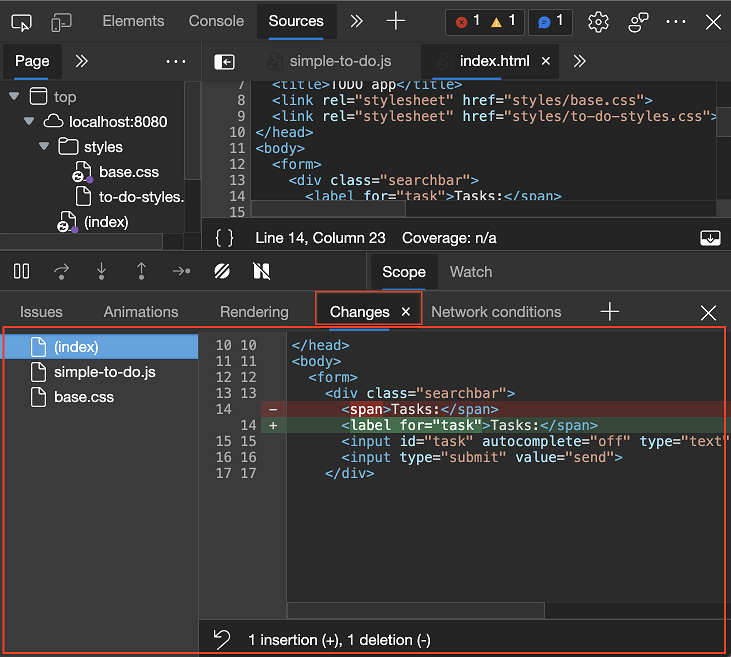 Elements Console Sources 1 1 1
Page simple-to-do.js index.html
top
localhost:8080
styles
base.css
to-do-styles.
(index)
7 <title>TODO app</title>
8 <link rel="stylesheet" href="styles/base.css">
9 <link rel="stylesheet" href="styles/to-do-styles.css">
10 </head>
11 <body>
12 <form>
13 <div class="searchbar">
14 <label for="task">Tasks:</span>
15
{ } Line 14, Column 23 Coverage: n/a
Scope Watch
Issues Animations Rendering Changes Network conditions
(index)
simple-to-do.js
base.css
10 10 </head>
11 11 <body>
12 12 <form>
13 13 <div class="searchbar">
14 - <span>Tasks:</span>
14 + <label for="task">Tasks:</span>
15 15 <input id="task" autocomplete="off" type="text"
16 16 <input type="submit" value="send">
17 17 </div>
1 insertion (+), 1 deletion (-)